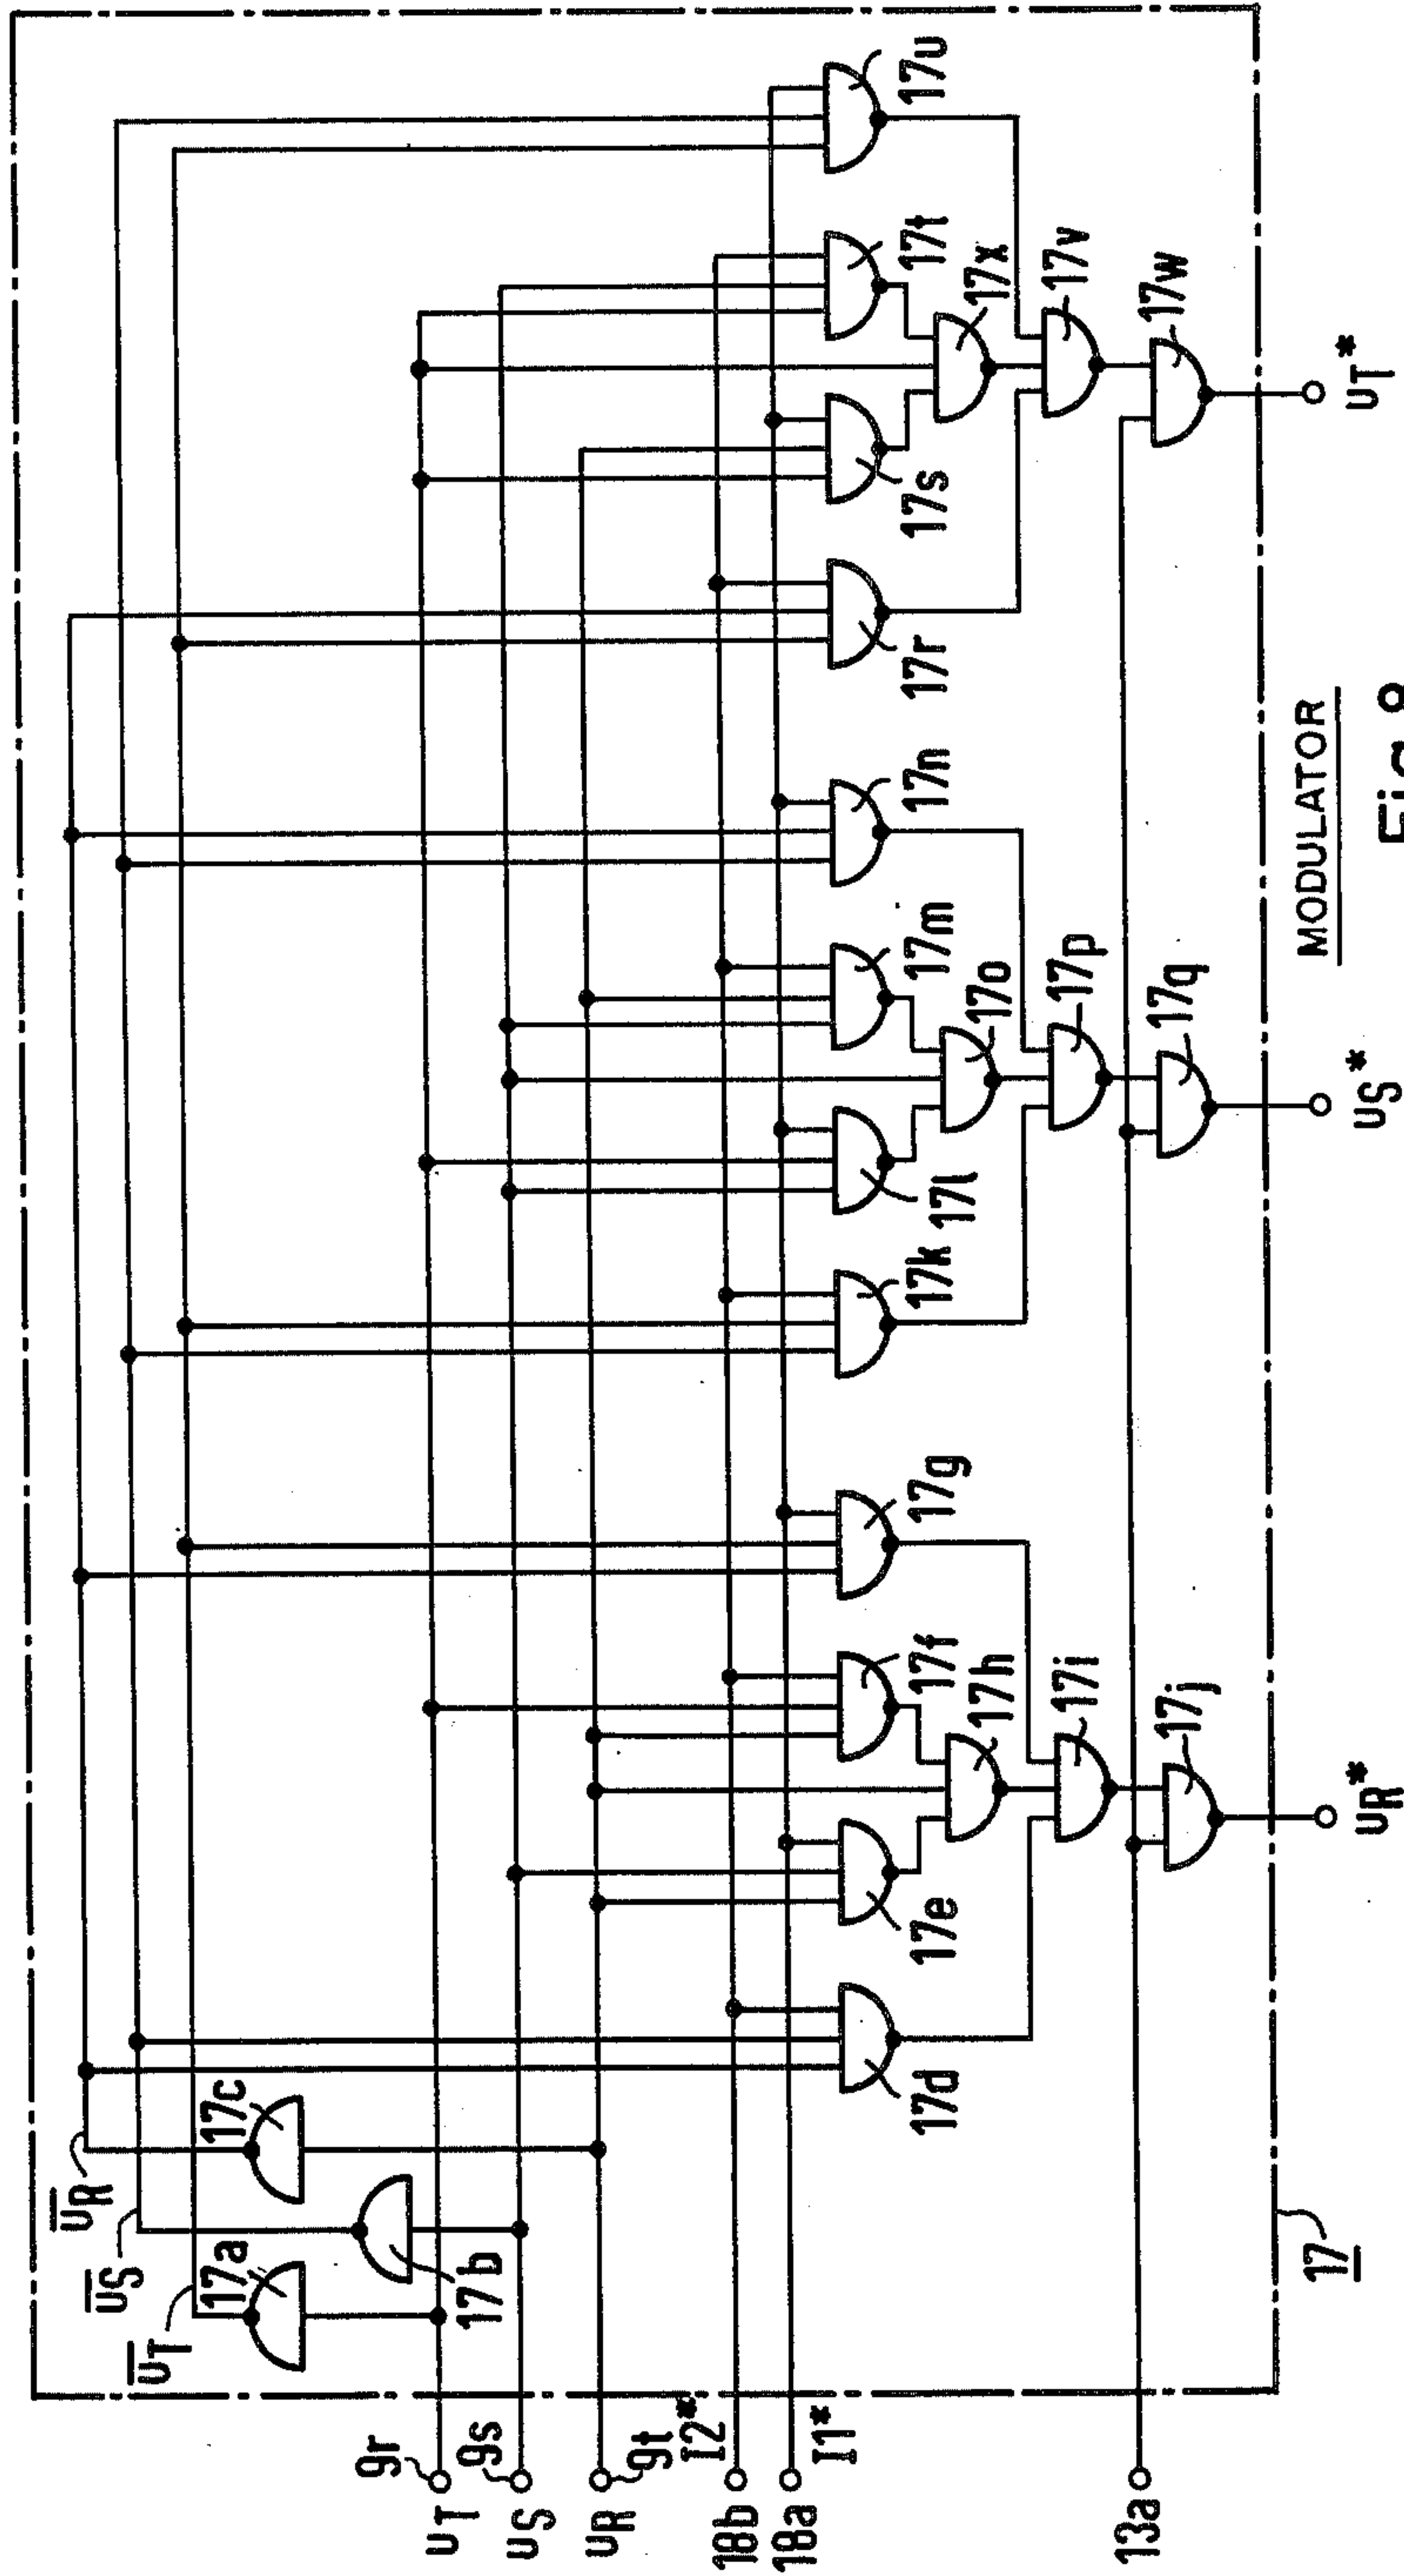 U̅R
U̅S
U̅T
17a
17c
17b
9r
UT
9s
US
UR
9t
18b
I2*
18a
I1*
13a
17d
17e
17f
17g
17k
17l
17m
17n
17r
17s
17t
17u
17h
17o
17x
17i
17p
17v
17j
17q
17w
17
UR*
US*
UT*
MODULATOR